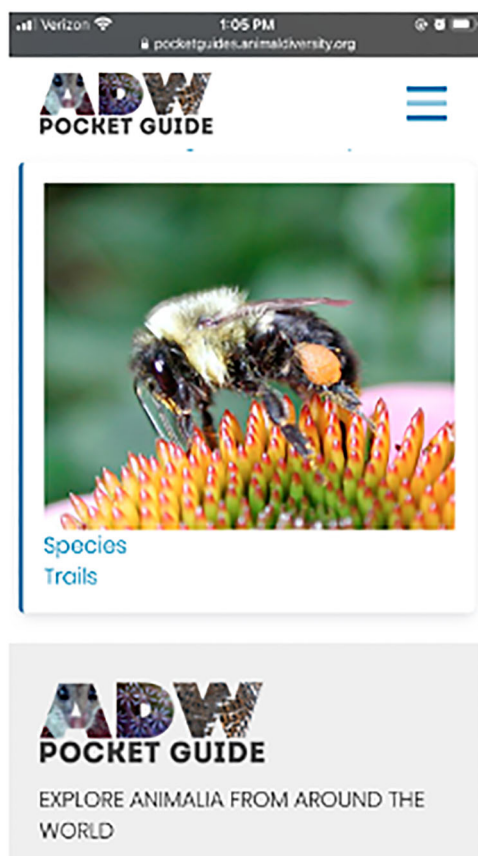 Verizon 1:05 PM
pocketguides.animaldiversity.org
ADW
POCKET GUIDE
Species
Trails
ADW
POCKET GUIDE
EXPLORE ANIMALIA FROM AROUND THE
WORLD